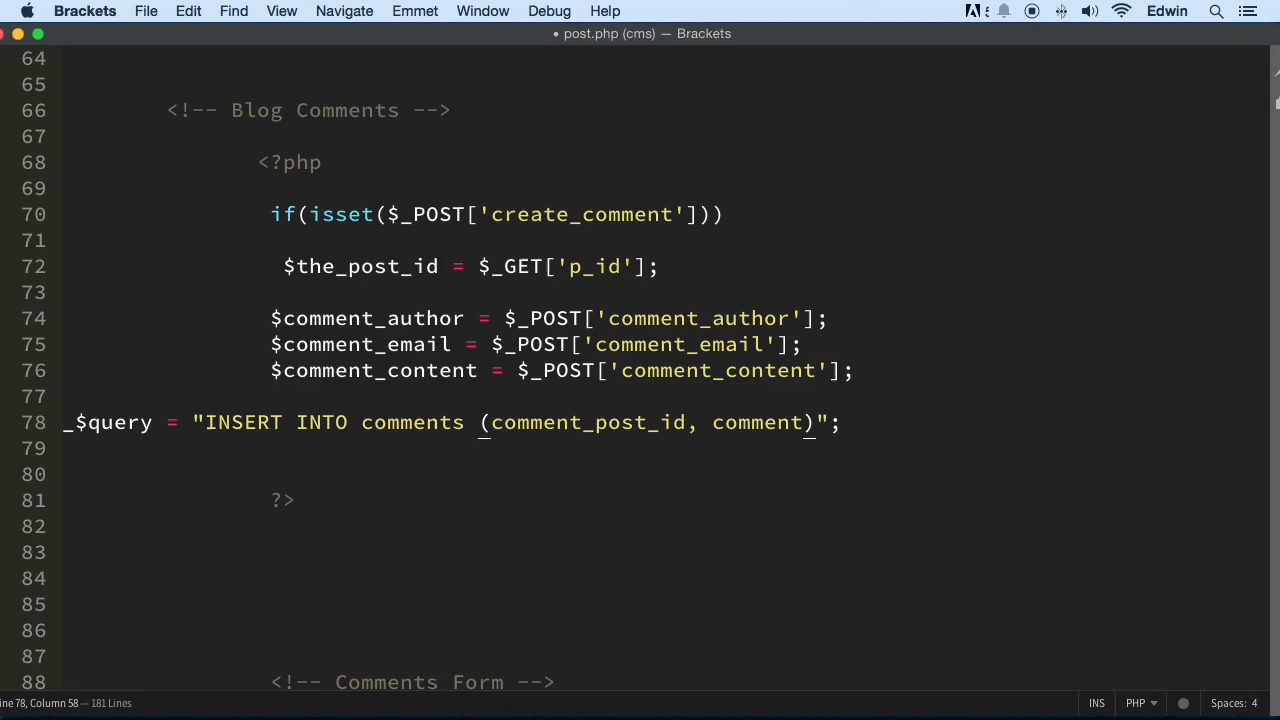 Brackets File Edit Find View Navigate Emmet Window Debug Help Edwin
post.php (cms) — Brackets
64
65
66 <!-- Blog Comments -->
67
68 <?php
69
70 if(isset($_POST['create_comment']))
71
72 $the_post_id = $_GET['p_id'];
73
74 $comment_author = $_POST['comment_author'];
75 $comment_email = $_POST['comment_email'];
76 $comment_content = $_POST['comment_content'];
77
78 _$query = "INSERT INTO comments (comment_post_id, comment)";
79
80
81 ?>
82
83
84
85
86
87
88 <!-- Comments Form -->
ine 78, Column 58 — 181 Lines INS PHP Spaces: 4